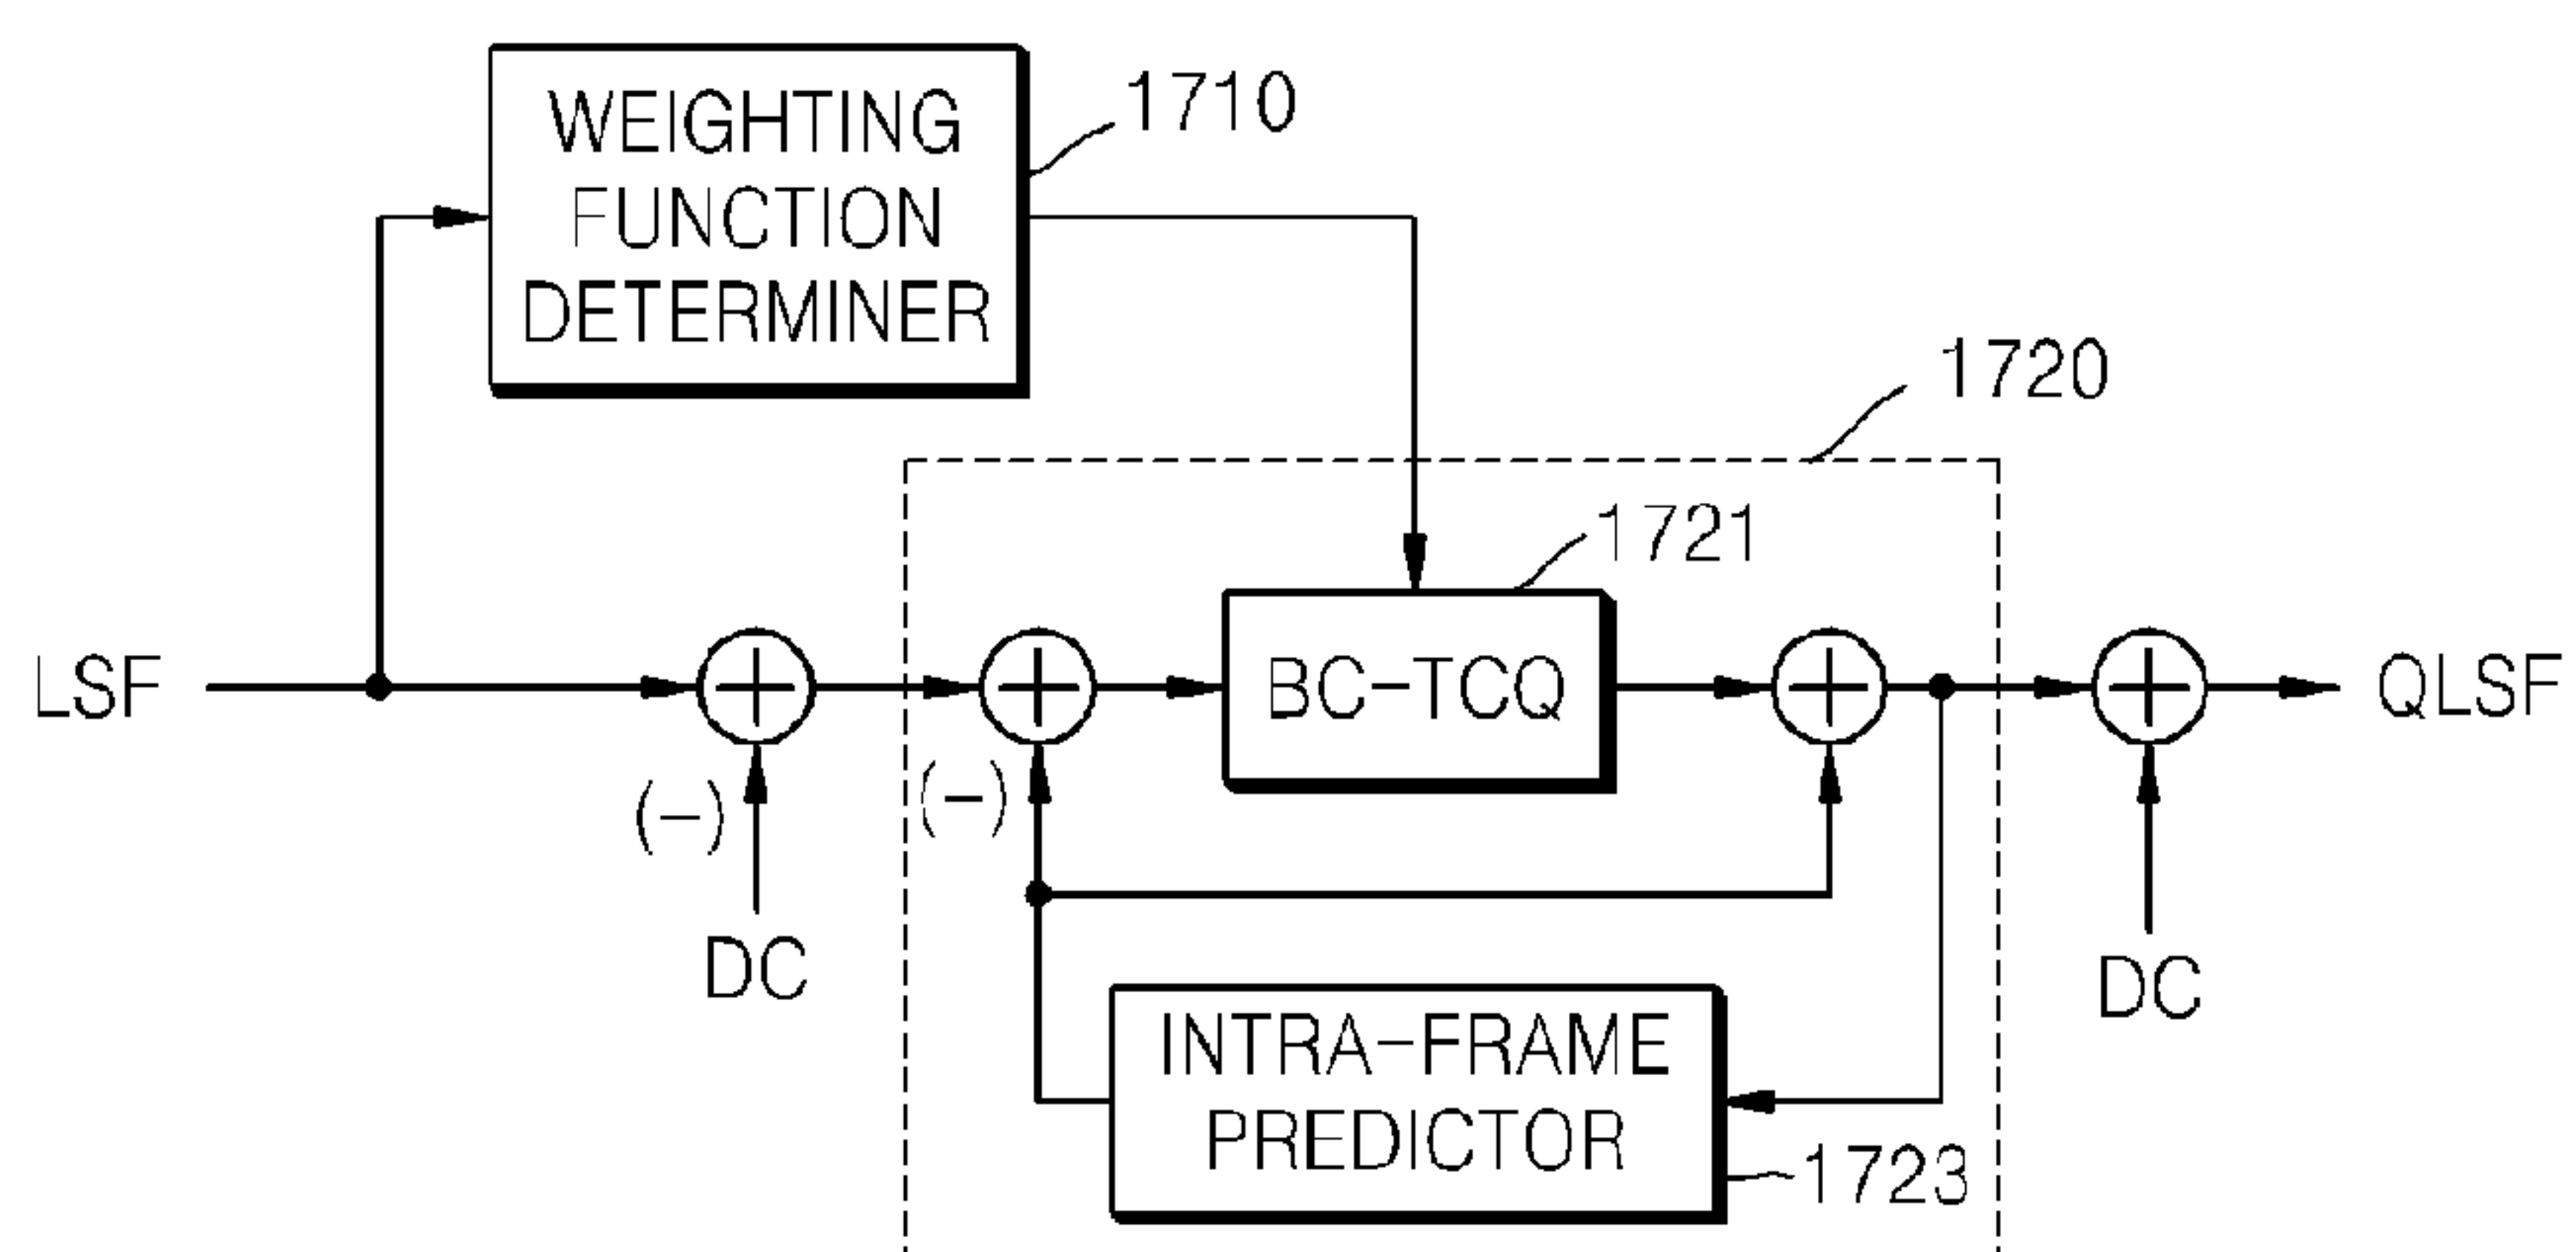 WEIGHTING
FUNCTION
DETERMINER
1710
1720
1721
LSF
BC-TCQ
QLSF
(-)
(-)
DC
DC
INTRA-FRAME
PREDICTOR
1723